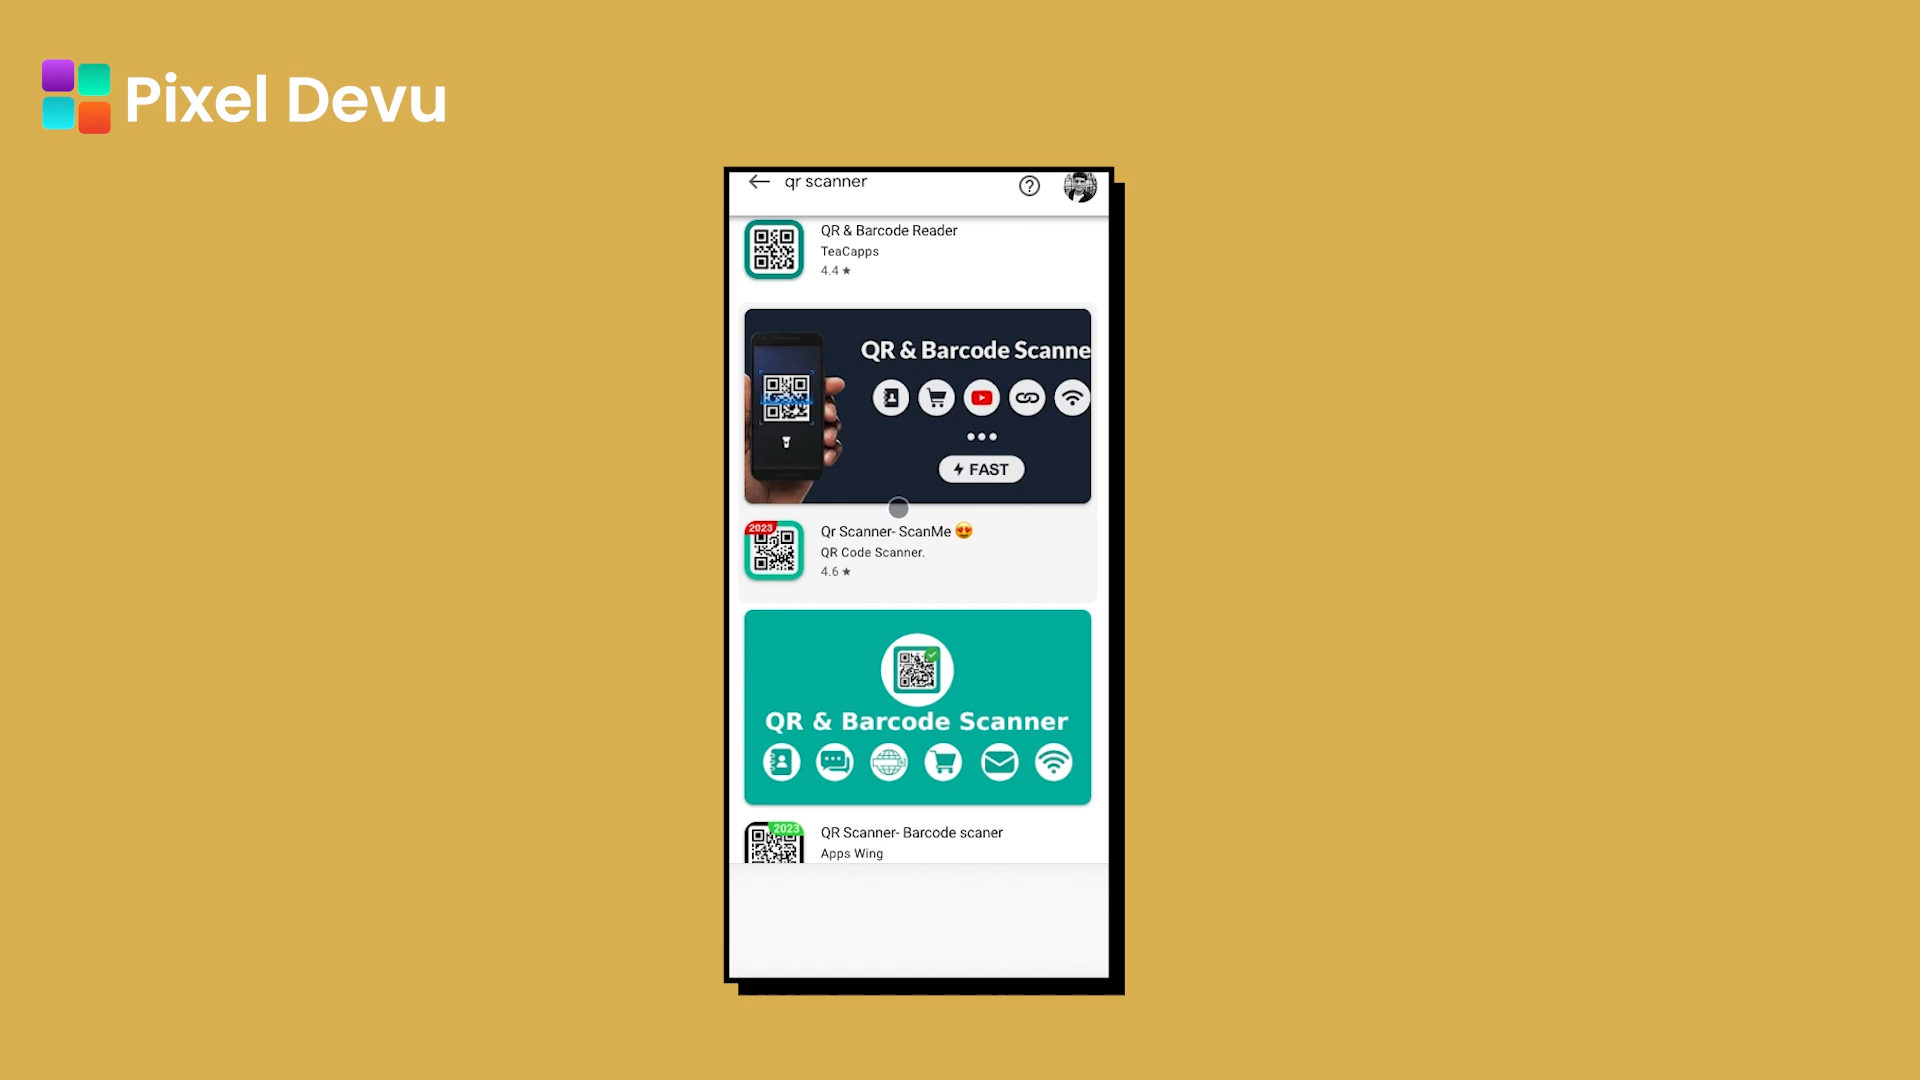 Pixel Devu
qr scanner
QR & Barcode Reader
TeaCapps
4.4 ★
QR & Barcode Scanne
FAST
2023
Qr Scanner- ScanMe 😍
QR Code Scanner.
4.6 ★
QR & Barcode Scanner
2023
QR Scanner- Barcode scaner
Apps Wing